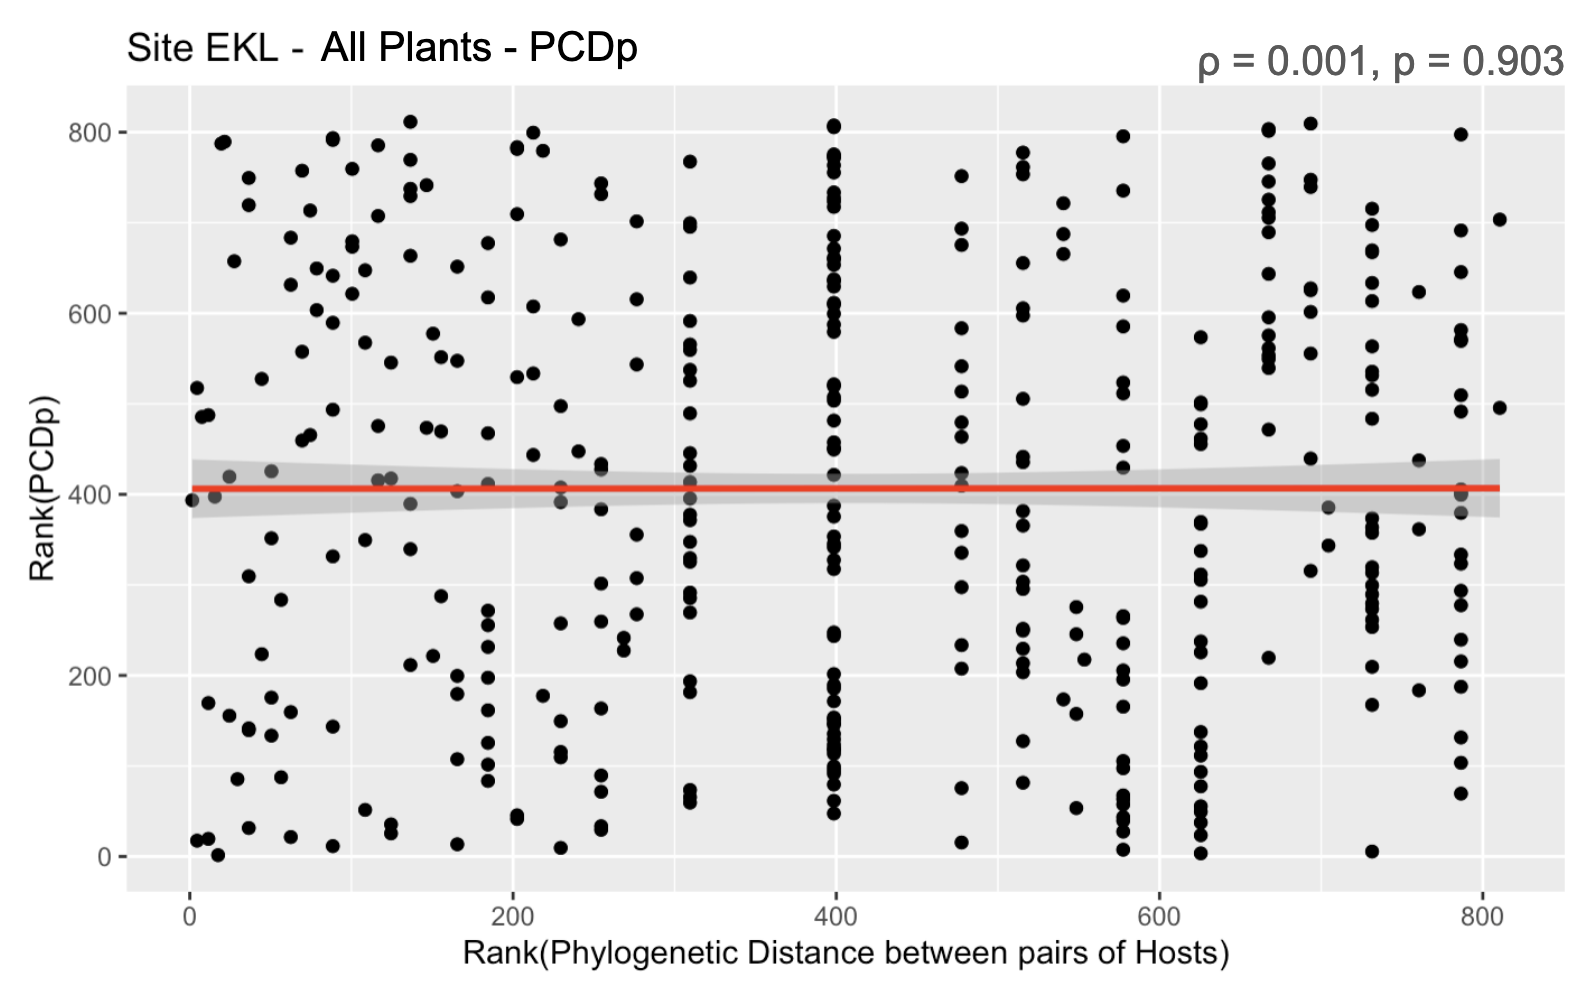 Site EKL - All Plants - PCDp
ρ = 0.001, p = 0.903
800
600
400
200
0
Rank(PCDp)
0 200 400 600 800
Rank(Phylogenetic Distance between pairs of Hosts)